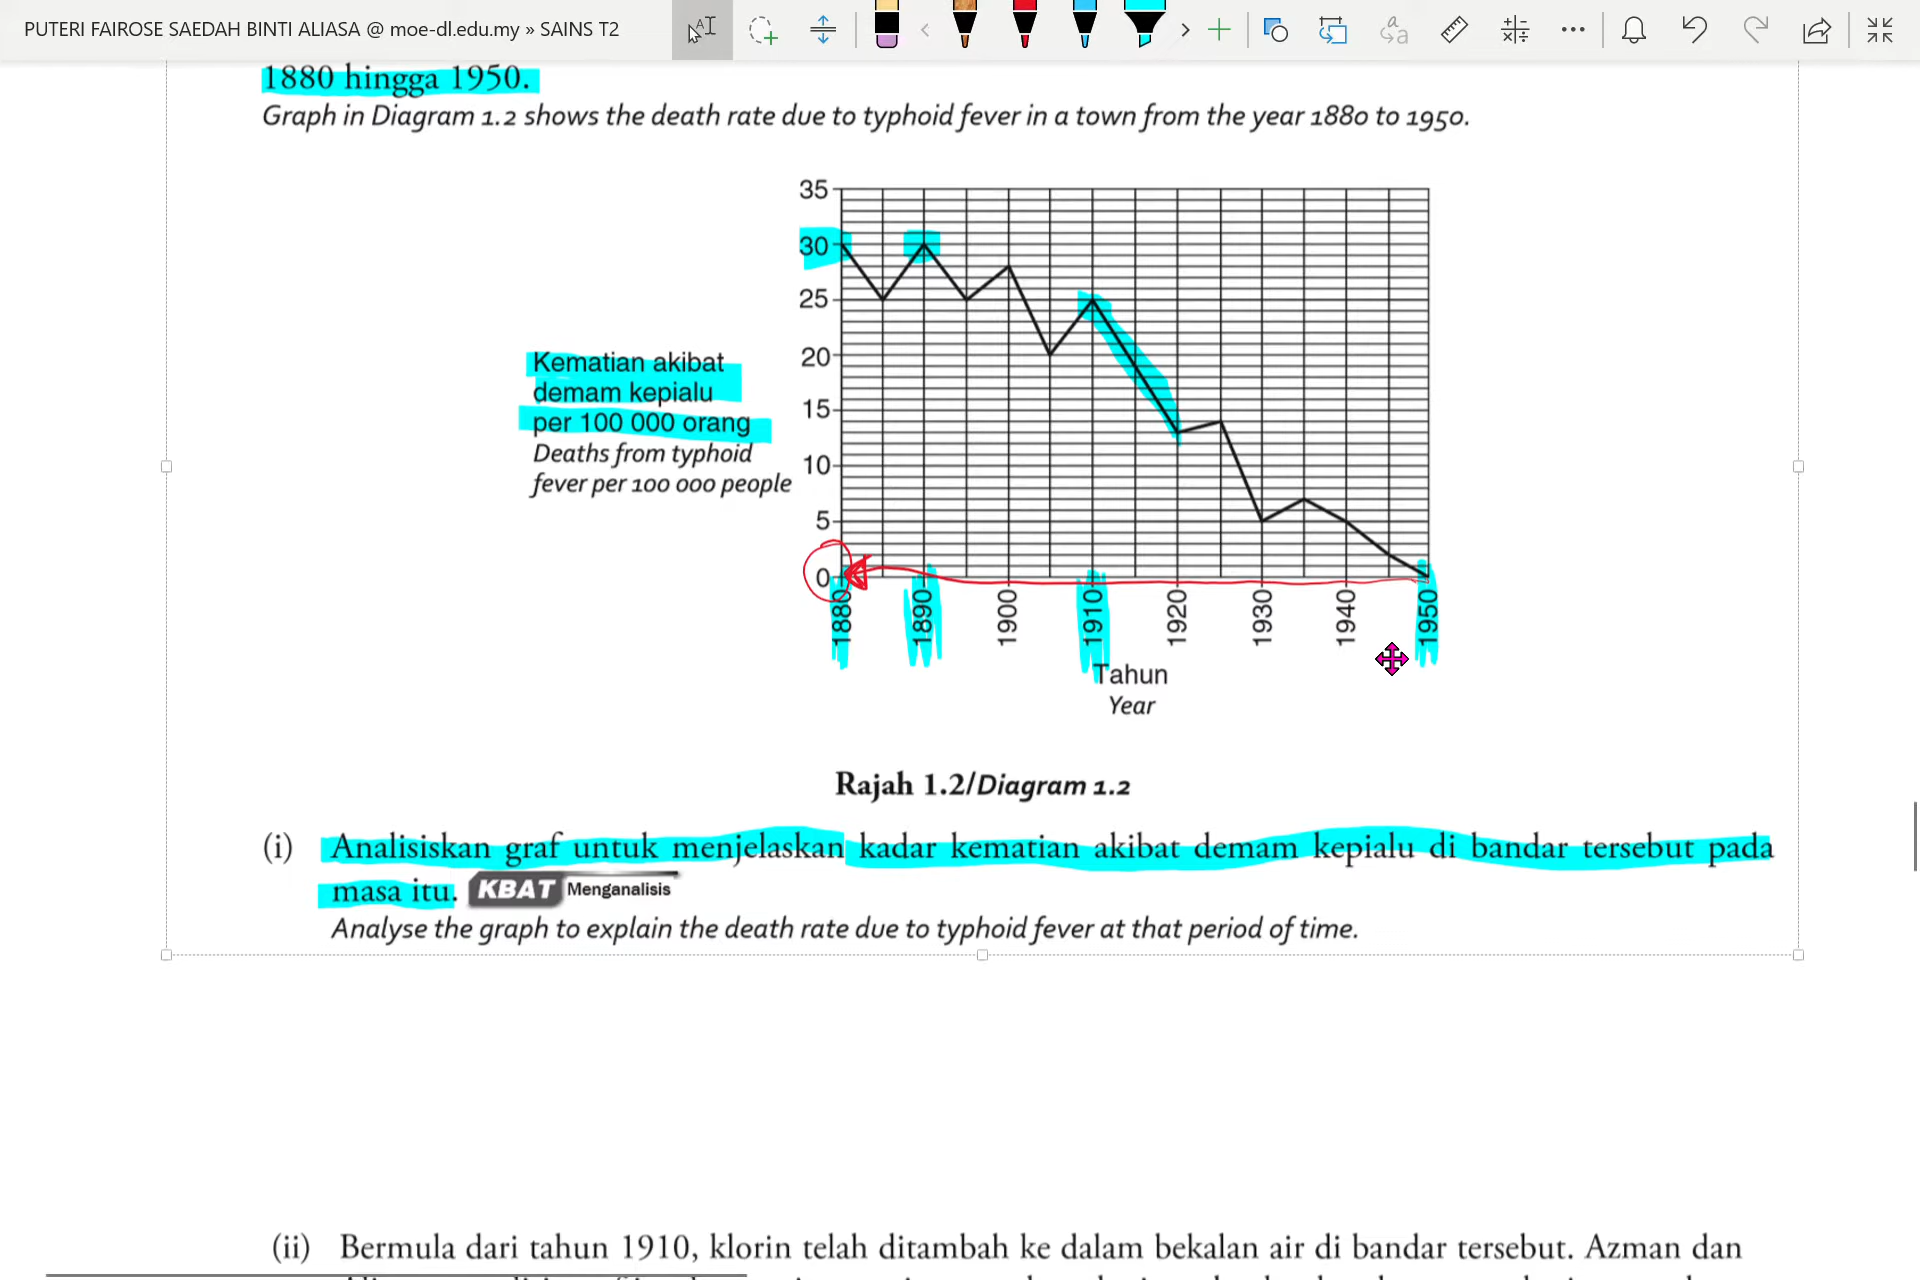 PUTERI FAIROSE SAEDAH BINTI ALIASA @ moe-dl.edu.my » SAINS T2
1880 hingga 1950.
Graph in Diagram 1.2 shows the death rate due to typhoid fever in a town from the year 1880 to 1950.
35
30
25
20
15
10
5
0
Kematian akibat
demam kepialu
per 100 000 orang
Deaths from typhoid
fever per 100 000 people
1880
1890
1900
1910
1920
1930
1940
1950
Tahun
Year
Rajah 1.2/Diagram 1.2
(i) Analisiskan graf untuk menjelaskan kadar kematian akibat demam kepialu di bandar tersebut pada
masa itu. KBAT Menganalisis
Analyse the graph to explain the death rate due to typhoid fever at that period of time.
(ii) Bermula dari tahun 1910, klorin telah ditambah ke dalam bekalan air di bandar tersebut. Azman dan